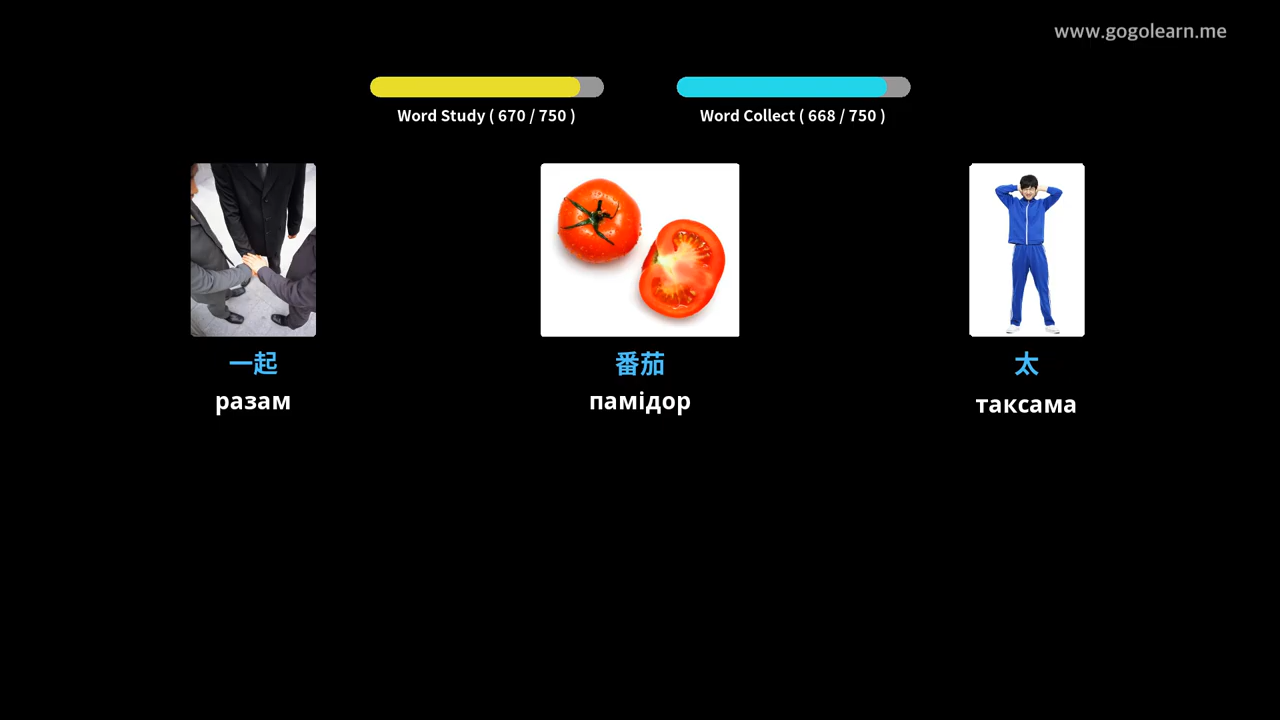 www.gogolearn.me
Word Study ( 670 / 750 )
Word Collect ( 668 / 750 )
一起
番茄
太
разам
памідор
таксама